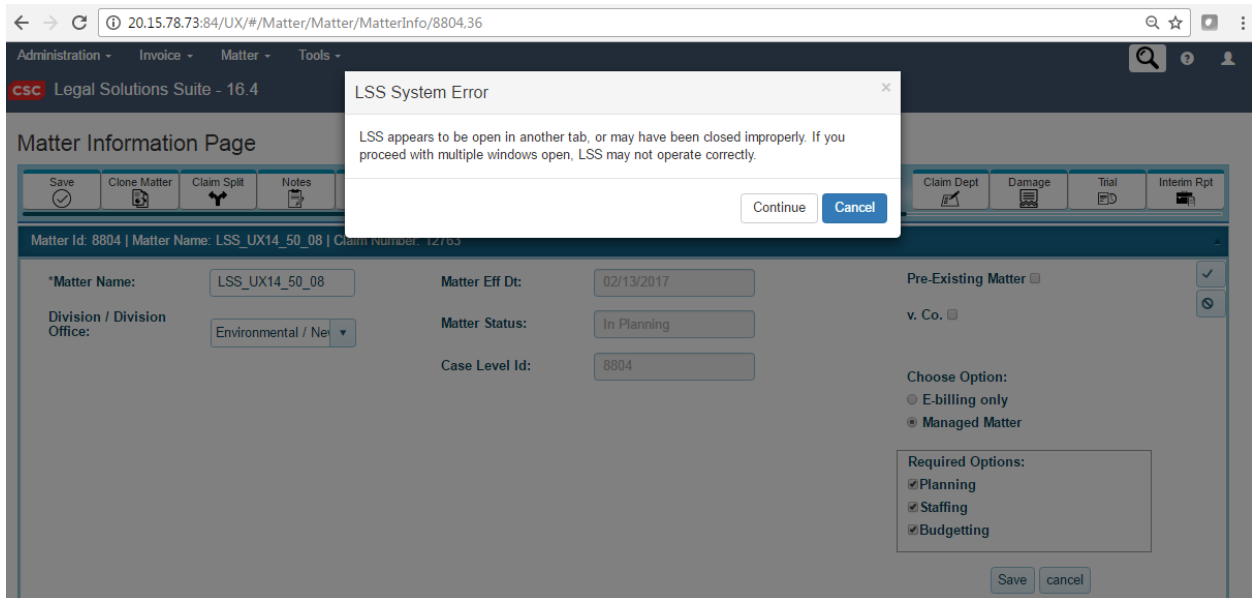 20.15.78.73:84/UX/#/Matter/Matter/MatterInfo/8804,36
Administration Invoice Matter Tools
csc Legal Solutions Suite - 16.4
LSS System Error
×
LSS appears to be open in another tab, or may have been closed improperly. If you
proceed with multiple windows open, LSS may not operate correctly.
Continue Cancel
Matter Information Page
Save Clone Matter Claim Split Notes Claim Dept Damage Trial Interim Rpt
Matter Id: 8804 | Matter Name: LSS_UX14_50_08 | Claim Number: 12763
*Matter Name: LSS_UX14_50_08 Matter Eff Dt: 02/13/2017 Pre-Existing Matter
Division / Division
Office: Environmental / Nev Matter Status: In Planning v. Co.
Case Level Id: 8804
Choose Option:
E-billing only
Managed Matter
Required Options:
Planning
Staffing
Budgetting
Save cancel